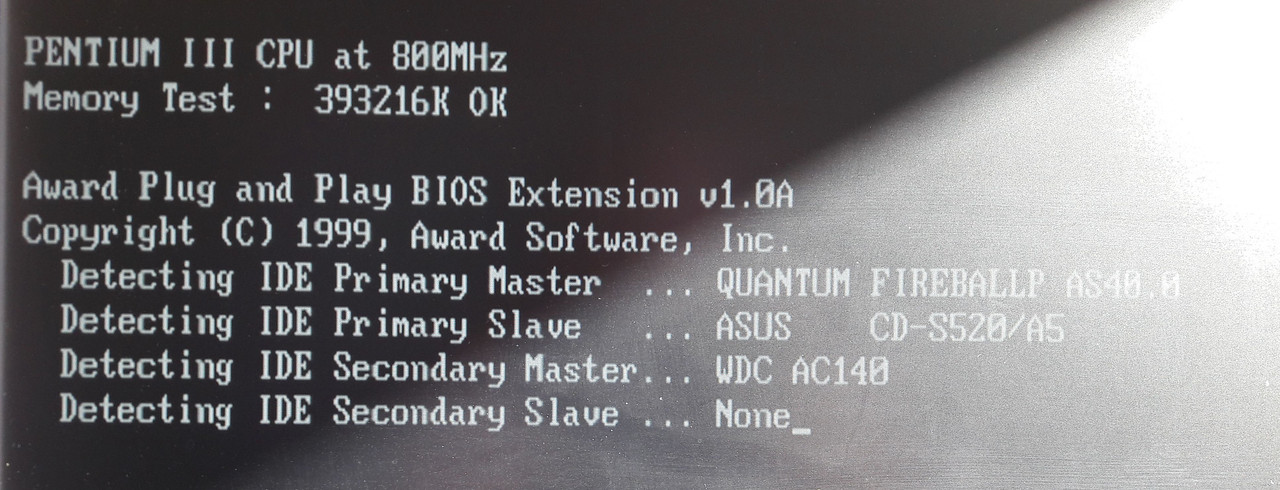 PENTIUM III CPU at 800MHz
Memory Test :  393216K OK
Award Plug and Play BIOS Extension v1.0A
Copyright (C) 1999, Award Software, Inc.
Detecting IDE Primary Master  ... QUANTUM FIREBALLP AS40.0
Detecting IDE Primary Slave   ... ASUS    CD-S520/A5
Detecting IDE Secondary Master... WDC AC140
Detecting IDE Secondary Slave ... None_